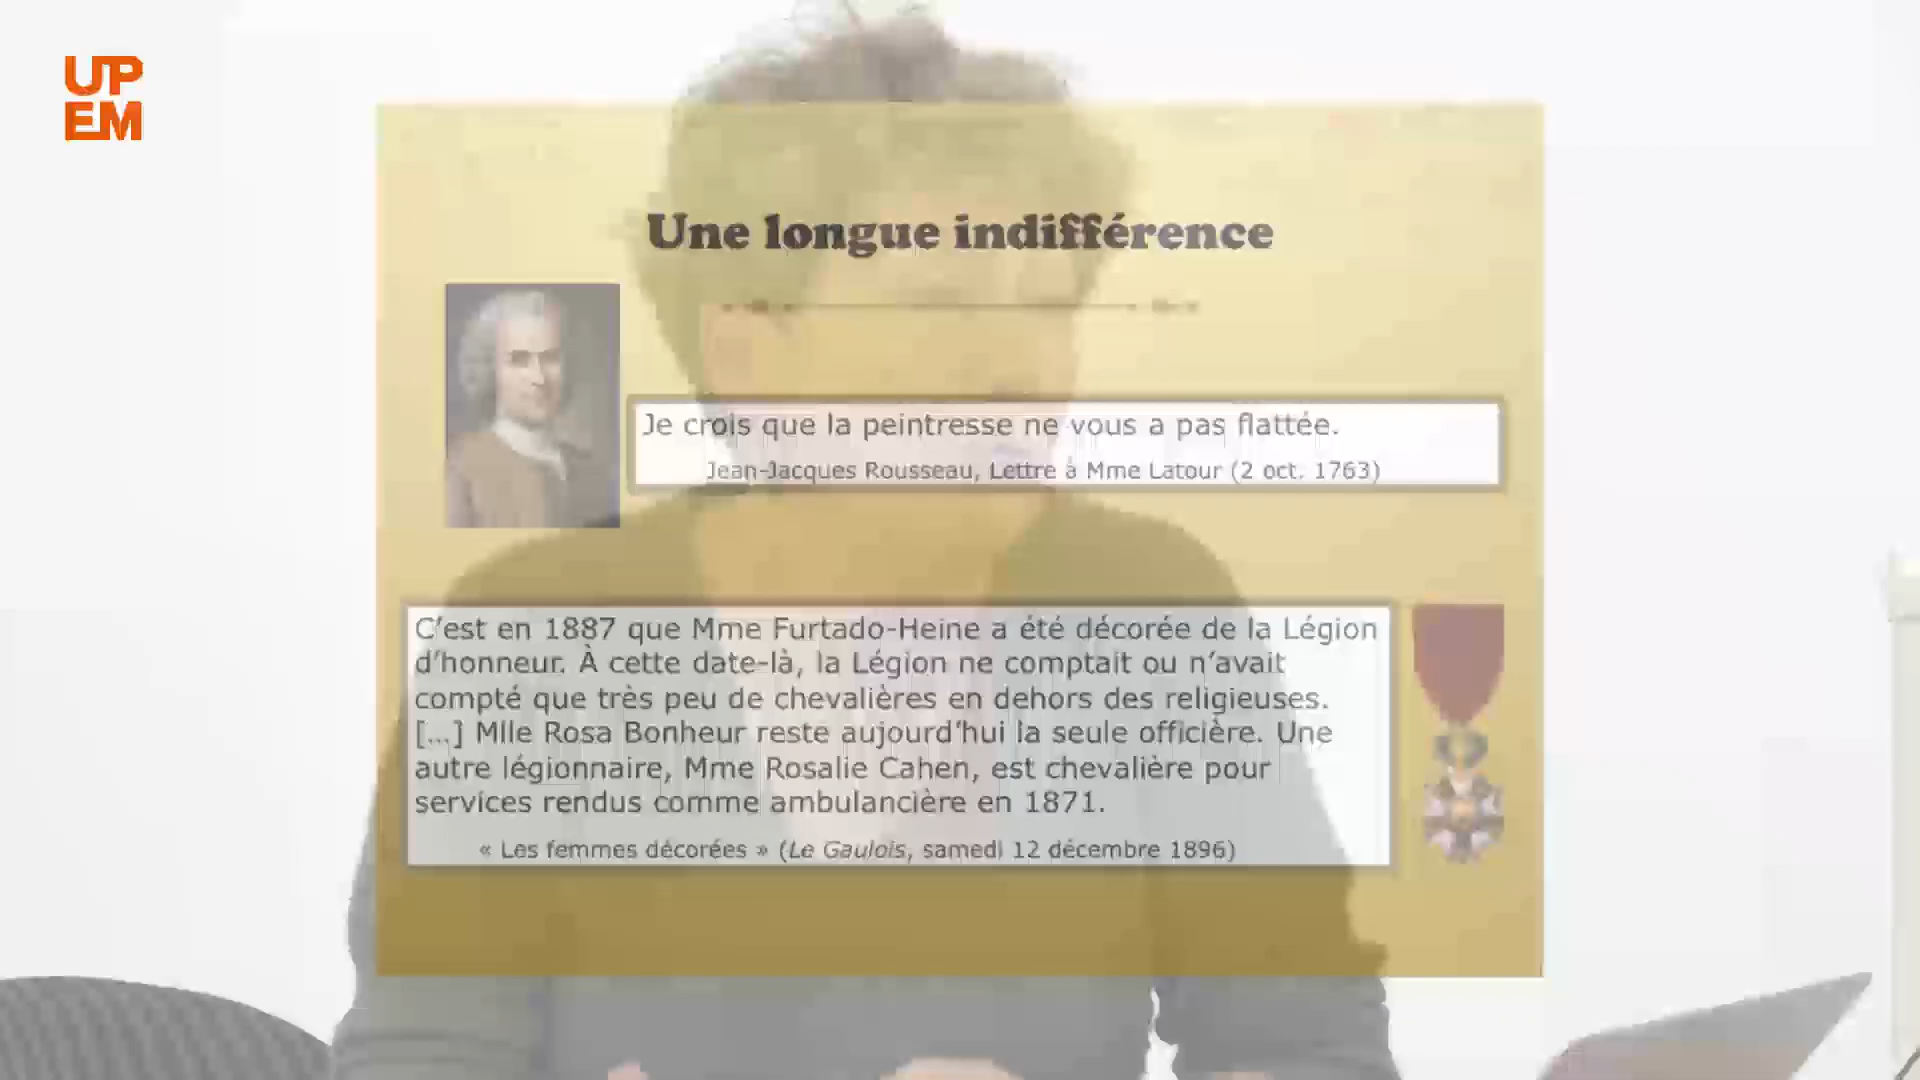 UP
EM
Une longue indifférence
Je crois que la peintresse ne vous a pas flattée.
Jean-Jacques Rousseau, Lettre à Mme Latour (2 oct. 1763)
C’est en 1887 que Mme Furtado-Heine a été décorée de la Légion
d’honneur. À cette date-là, la Légion ne comptait ou n’avait
compté que très peu de chevalières en dehors des religieuses.
[…] Mlle Rosa Bonheur reste aujourd’hui la seule officière. Une
autre légionnaire, Mme Rosalie Cahen, est chevalière pour
services rendus comme ambulancière en 1871.
« Les femmes décorées » (Le Gaulois, samedi 12 décembre 1896)